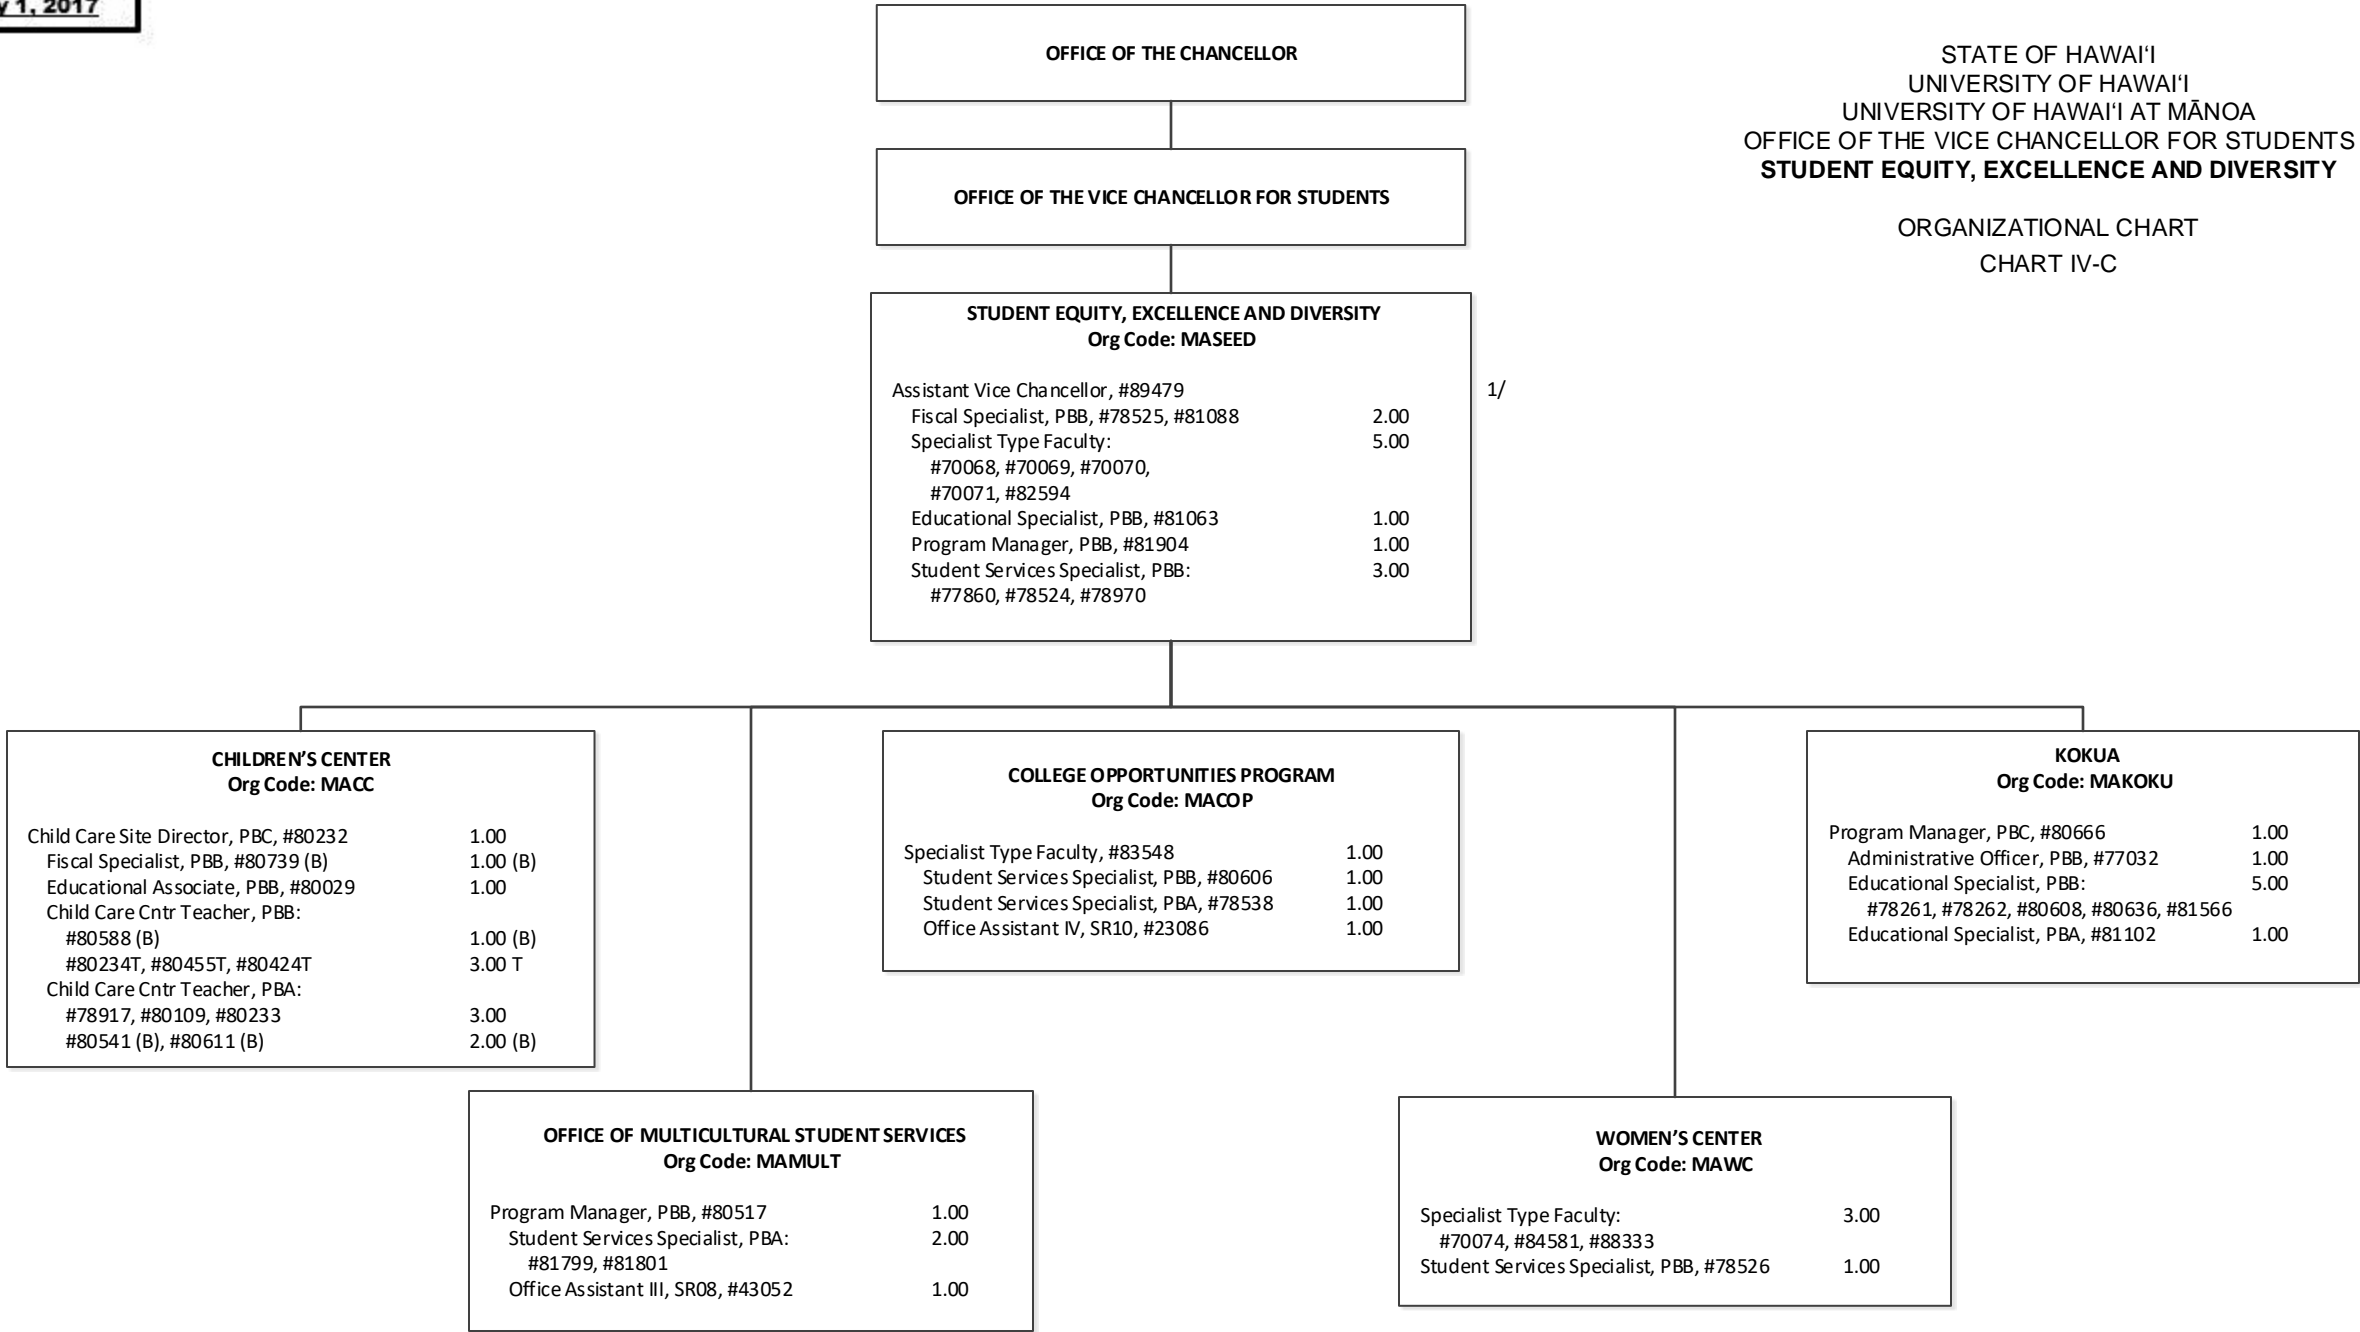 1, 2017
STATE OF HAWAI‘I
UNIVERSITY OF HAWAI‘I
UNIVERSITY OF HAWAI‘I AT MĀNOA
OFFICE OF THE VICE CHANCELLOR FOR STUDENTS
STUDENT EQUITY, EXCELLENCE AND DIVERSITY
ORGANIZATIONAL CHART
CHART IV-C
OFFICE OF THE CHANCELLOR
OFFICE OF THE VICE CHANCELLOR FOR STUDENTS
STUDENT EQUITY, EXCELLENCE AND DIVERSITY
Org Code: MASEED
Assistant Vice Chancellor, #89479 1/
Fiscal Specialist, PBB, #78525, #81088 2.00
Specialist Type Faculty: 5.00
#70068, #70069, #70070,
#70071, #82594
Educational Specialist, PBB, #81063 1.00
Program Manager, PBB, #81904 1.00
Student Services Specialist, PBB: 3.00
#77860, #78524, #78970
CHILDREN’S CENTER
Org Code: MACC
Child Care Site Director, PBC, #80232 1.00
Fiscal Specialist, PBB, #80739 (B) 1.00 (B)
Educational Associate, PBB, #80029 1.00
Child Care Cntr Teacher, PBB:
#80588 (B) 1.00 (B)
#80234T, #80455T, #80424T 3.00 T
Child Care Cntr Teacher, PBA:
#78917, #80109, #80233 3.00
#80541 (B), #80611 (B) 2.00 (B)
COLLEGE OPPORTUNITIES PROGRAM
Org Code: MACOP
Specialist Type Faculty, #83548 1.00
Student Services Specialist, PBB, #80606 1.00
Student Services Specialist, PBA, #78538 1.00
Office Assistant IV, SR10, #23086 1.00
KOKUA
Org Code: MAKOKU
Program Manager, PBC, #80666 1.00
Administrative Officer, PBB, #77032 1.00
Educational Specialist, PBB: 5.00
#78261, #78262, #80608, #80636, #81566
Educational Specialist, PBA, #81102 1.00
OFFICE OF MULTICULTURAL STUDENT SERVICES
Org Code: MAMULT
Program Manager, PBB, #80517 1.00
Student Services Specialist, PBA: 2.00
#81799, #81801
Office Assistant III, SR08, #43052 1.00
WOMEN’S CENTER
Org Code: MAWC
Specialist Type Faculty: 3.00
#70074, #84581, #88333
Student Services Specialist, PBB, #78526 1.00